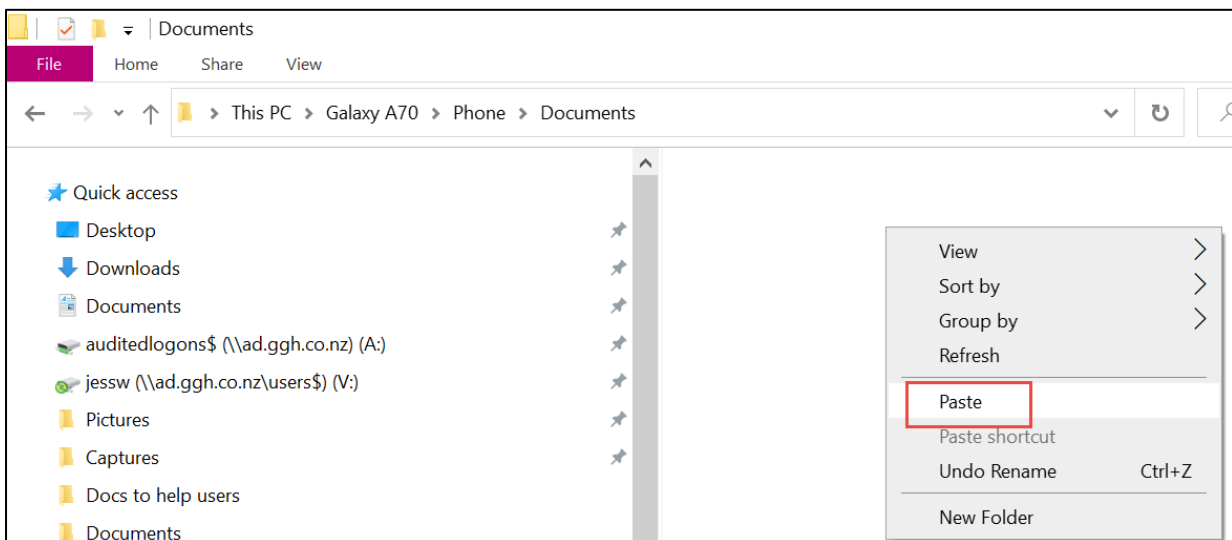 Documents
File Home Share View
This PC > Galaxy A70 > Phone > Documents
Quick access
Desktop
Downloads
Documents
auditedlogons$ (\\ad.ggh.co.nz) (A:)
jessw (\\ad.ggh.co.nz\users$) (V:)
Pictures
Captures
Docs to help users
Documents
View
Sort by
Group by
Refresh
Paste
Paste shortcut
Undo Rename Ctrl+Z
New Folder